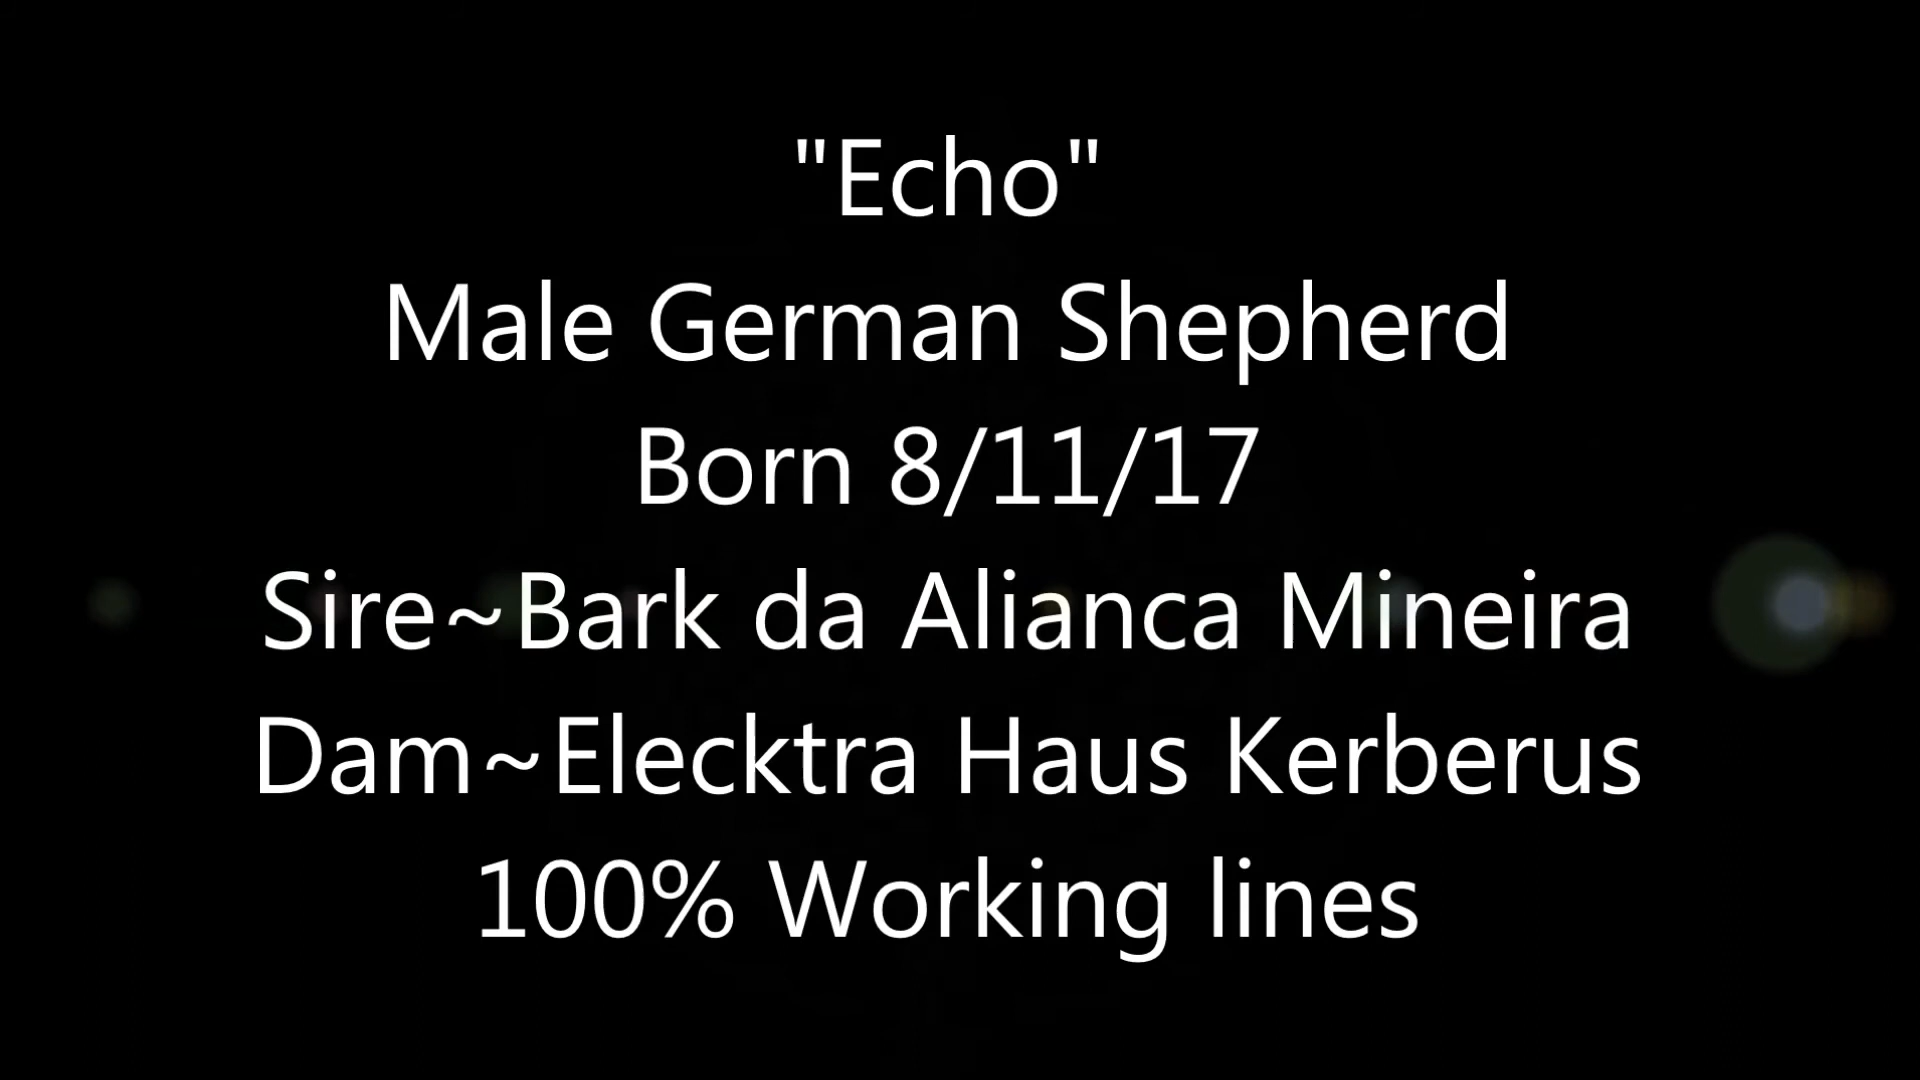 "Echo"
Male German Shepherd
Born 8/11/17
Sire~Bark da Alianca Mineira
Dam~Elecktra Haus Kerberus
100% Working lines